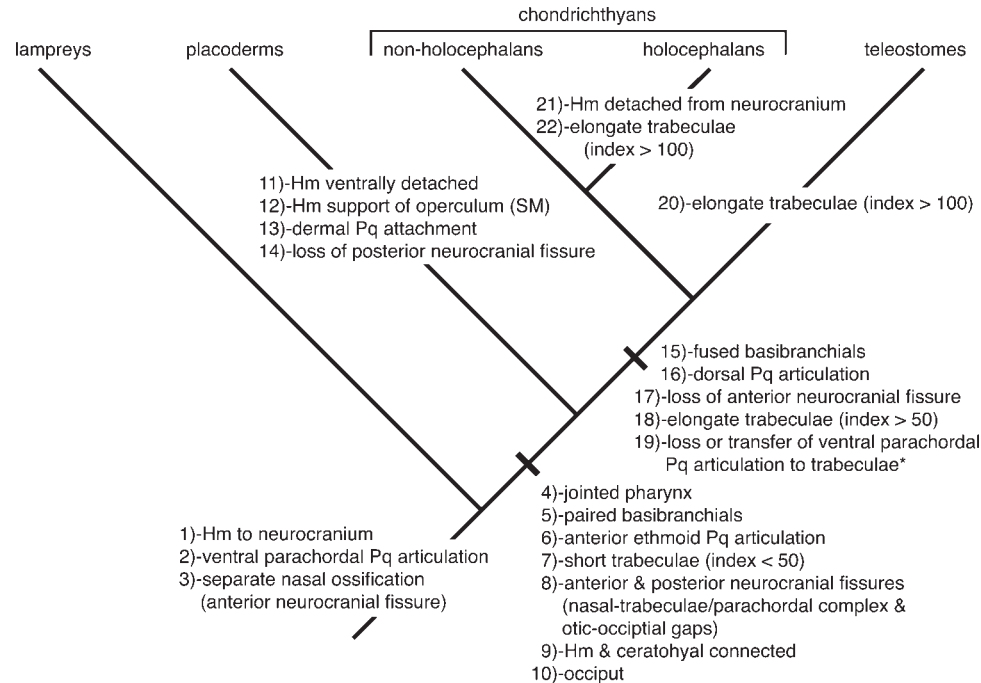 chondrichthyans
lampreys
placoderms
non-holocephalans
holocephalans
teleostomes
21)-Hm detached from neurocranium
22)-elongate trabeculae
(index > 100)
11)-Hm ventrally detached
12)-Hm support of operculum (SM)
13)-dermal Pq attachment
14)-loss of posterior neurocranial fissure
20)-elongate trabeculae (index > 100)
15)-fused basibranchials
16)-dorsal Pq articulation
17)-loss of anterior neurocranial fissure
18)-elongate trabeculae (index > 50)
19)-loss or transfer of ventral parachordal
Pq articulation to trabeculae*
4)-jointed pharynx
5)-paired basibranchials
6)-anterior ethmoid Pq articulation
7)-short trabeculae (index < 50)
8)-anterior & posterior neurocranial fissures
(nasal-trabeculae/parachordal complex &
otic-occiptial gaps)
9)-Hm & ceratohyal connected
10)-occiput
1)-Hm to neurocranium
2)-ventral parachordal Pq articulation
3)-separate nasal ossification
(anterior neurocranial fissure)